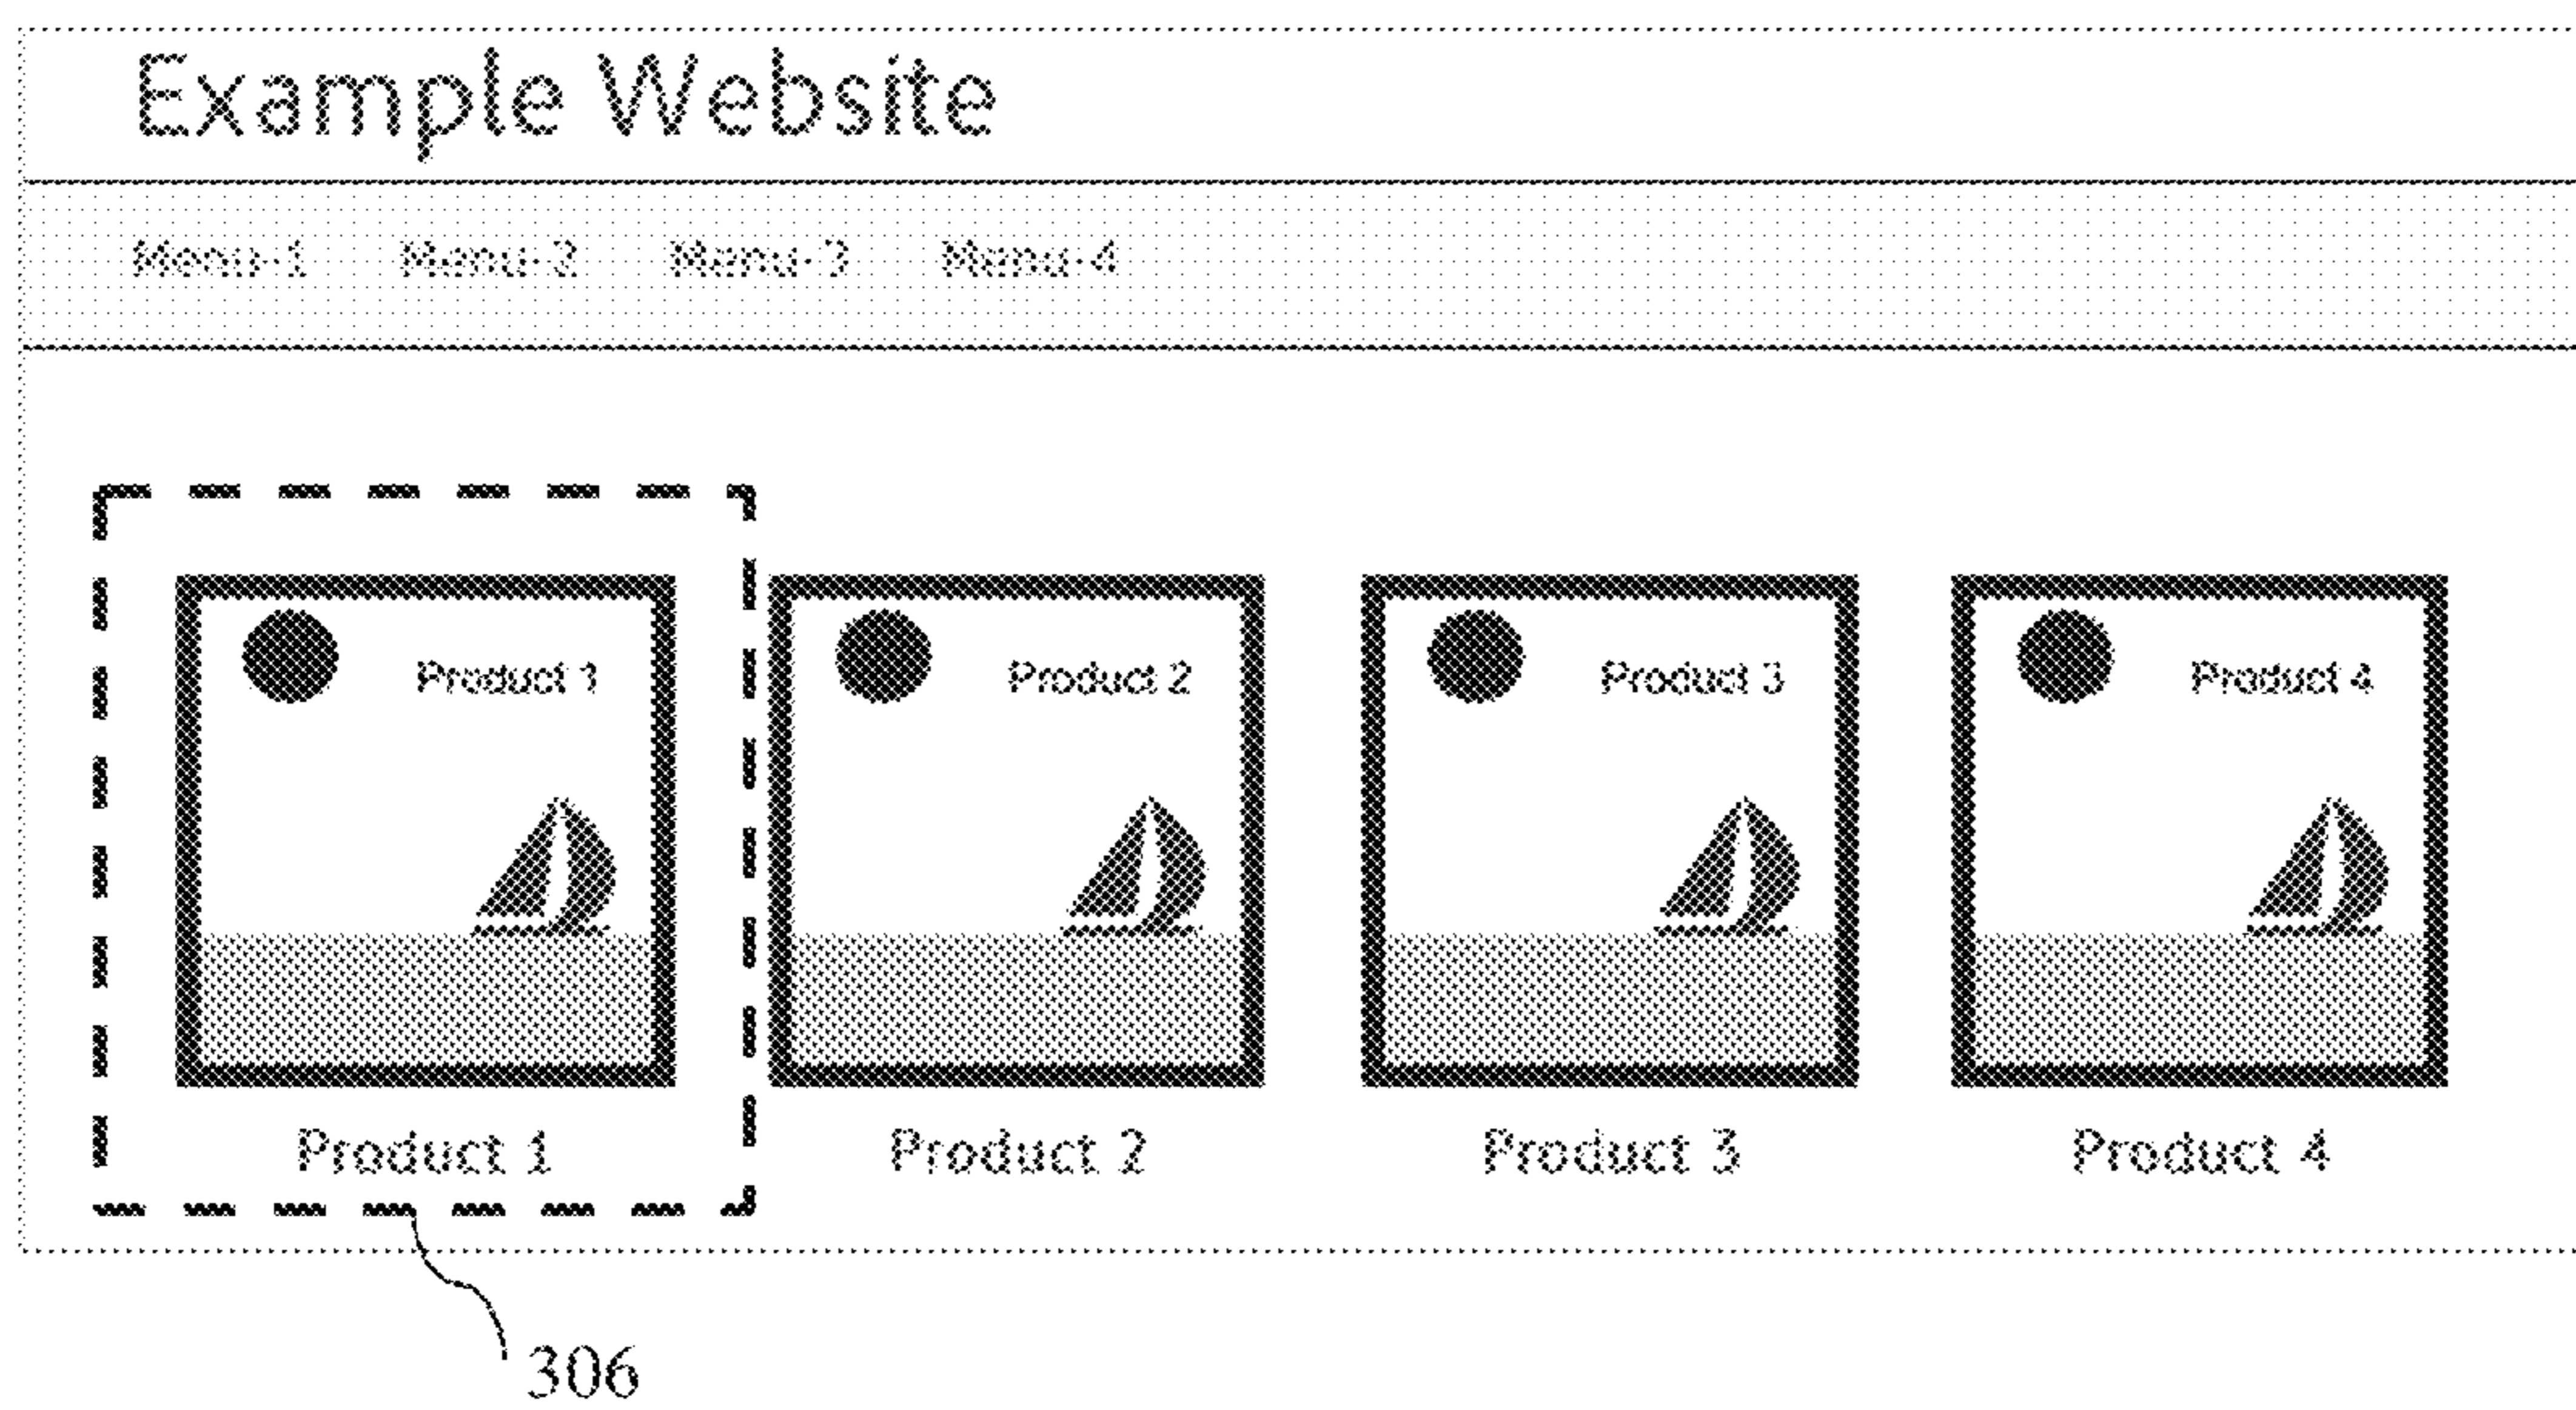 Example Website
Menu-1 Menu-2 Menu-3 Menu-4
Product 1 Product 2 Product 3 Product 4
Product 1 Product 2 Product 3 Product 4
306